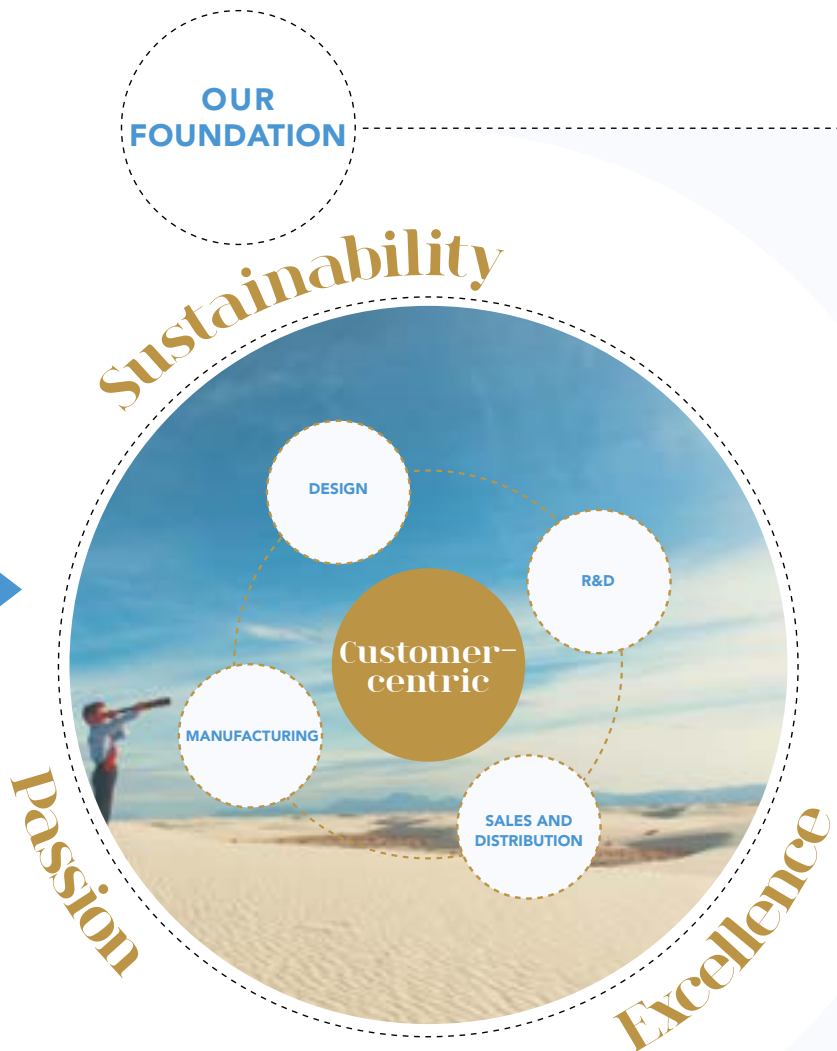 OUR
FOUNDATION
Sustainability
DESIGN
R&D
Customer-
centric
MANUFACTURING
SALES AND
DISTRIBUTION
Passion
Excellence